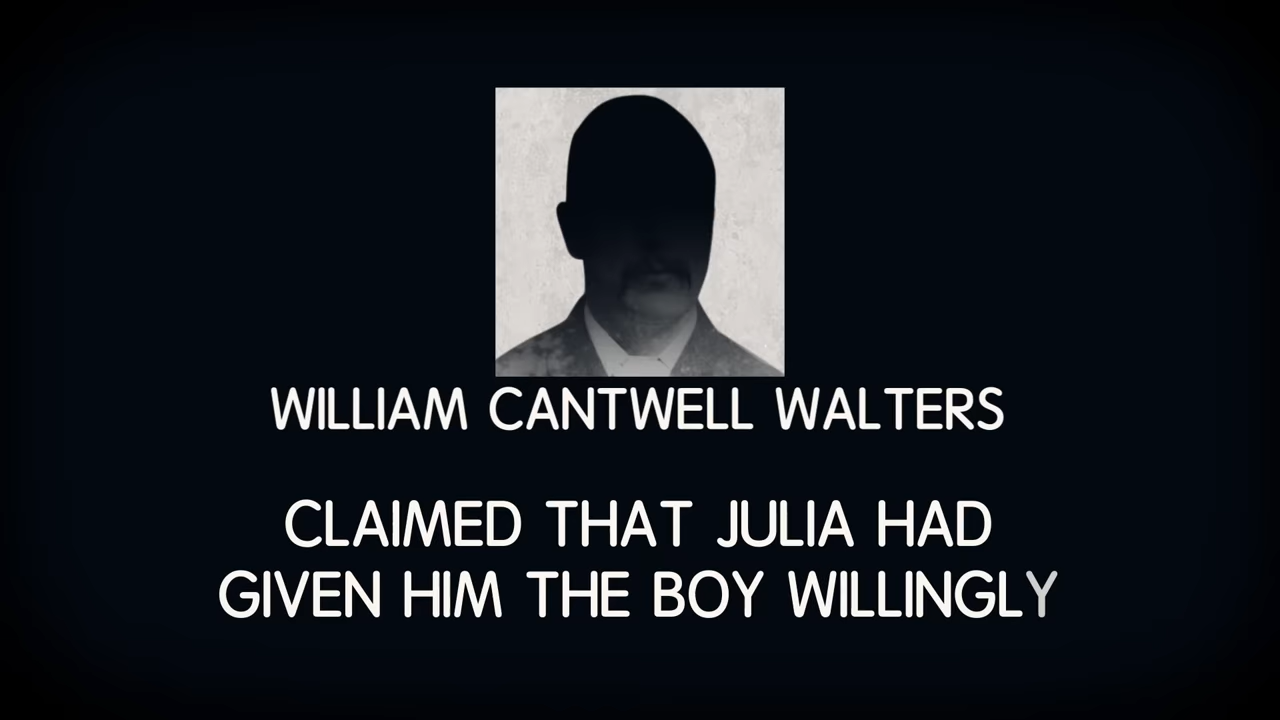 WILLIAM CANTWELL WALTERS
CLAIMED THAT JULIA HAD
GIVEN HIM THE BOY WILLINGLY